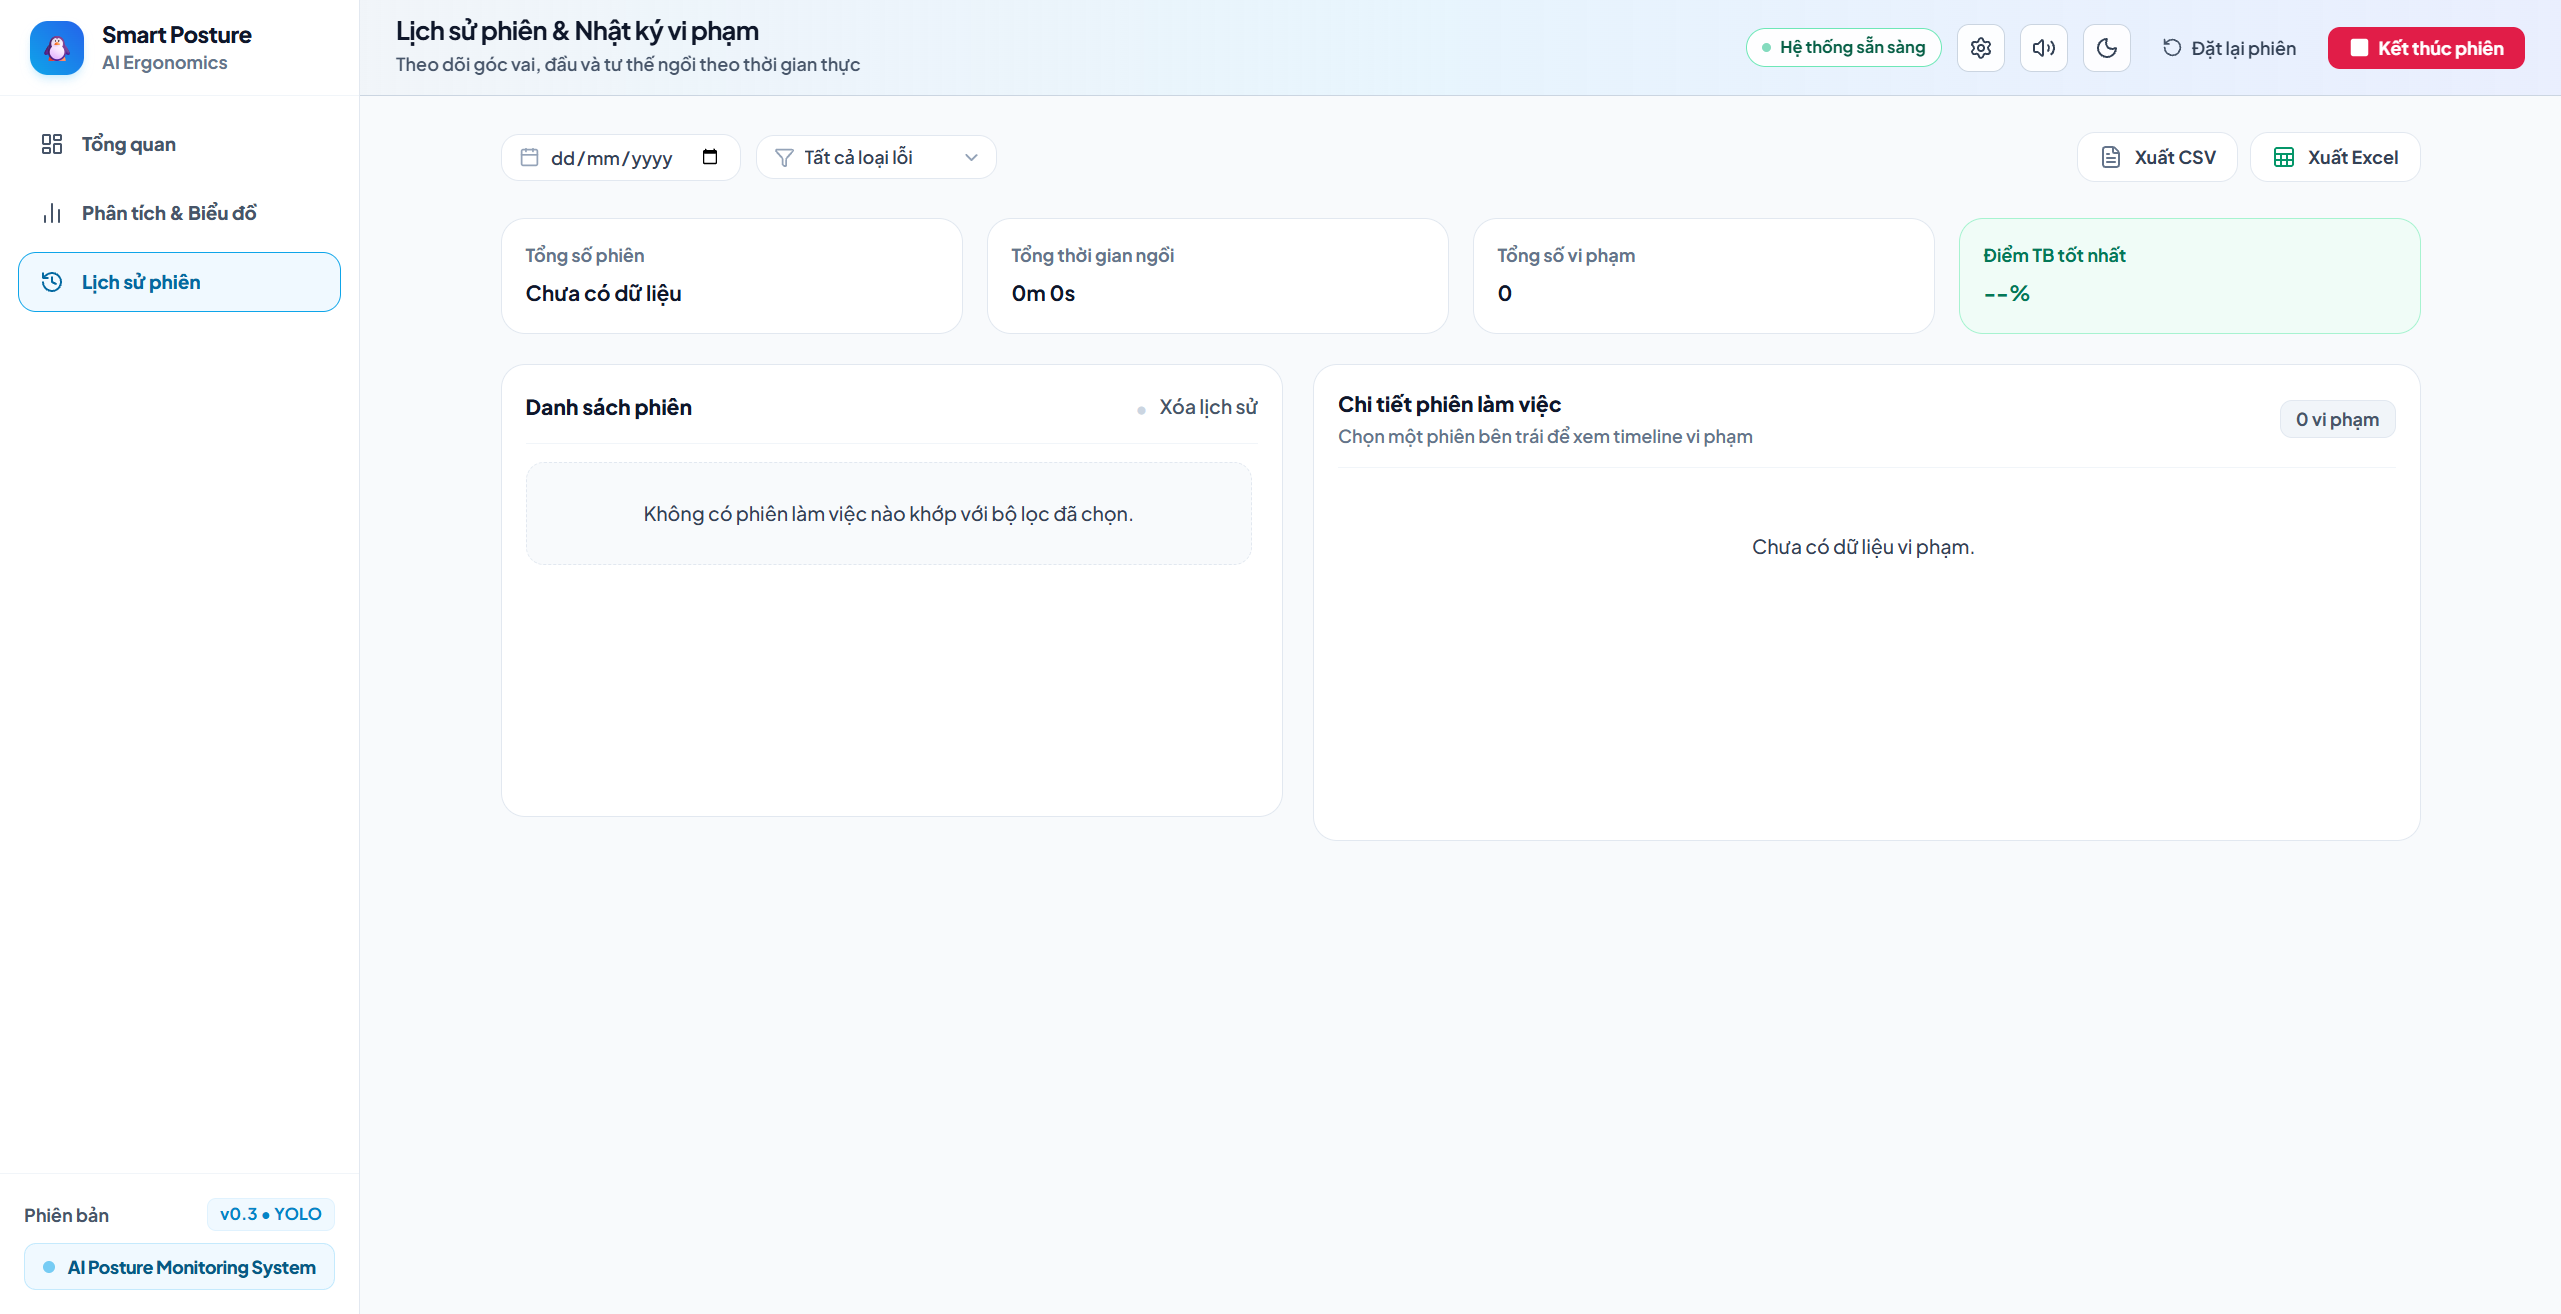 Smart Posture
AI Ergonomics
Tổng quan
Phân tích & Biểu đồ
Lịch sử phiên
Phiên bản
v0.3 • YOLO
AI Posture Monitoring System
Lịch sử phiên & Nhật ký vi phạm
Theo dõi góc vai, đầu và tư thế ngồi theo thời gian thực
Hệ thống sẵn sàng
Đặt lại phiên
Kết thúc phiên
dd/mm/yyyy
Tất cả loại lỗi
Xuất CSV
Xuất Excel
Tổng số phiên
Chưa có dữ liệu
Tổng thời gian ngồi
0m 0s
Tổng số vi phạm
0
Điểm TB tốt nhất
--%
Danh sách phiên
Xóa lịch sử
Không có phiên làm việc nào khớp với bộ lọc đã chọn.
Chi tiết phiên làm việc
Chọn một phiên bên trái để xem timeline vi phạm
0 vi phạm
Chưa có dữ liệu vi phạm.